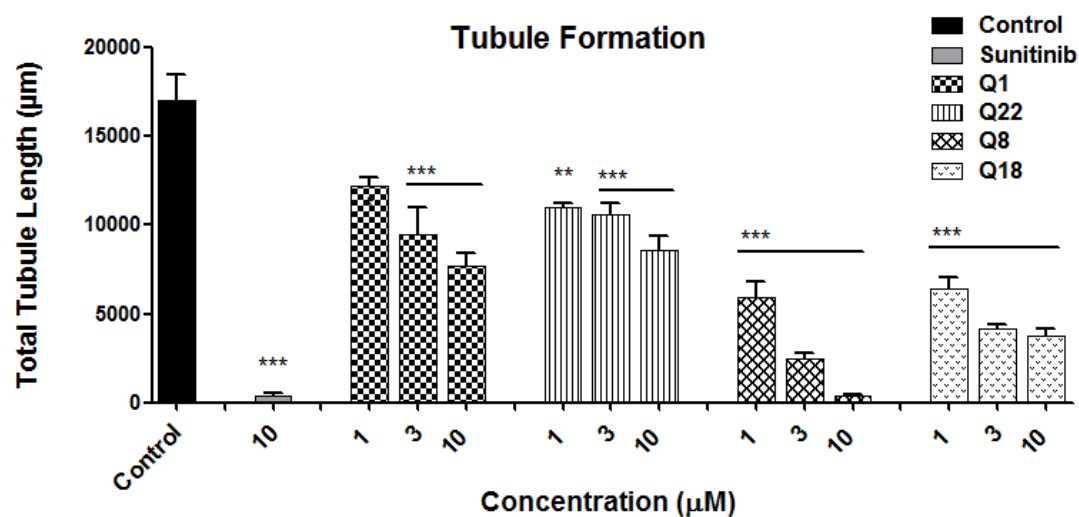 Tubule Formation
Control
Sunitinib
Q1
Q22
Q8
Q18
Total Tubule Length (µm)
20000
15000
10000
5000
0
***
***
**
***
***
***
Control
10
1
3
10
1
3
10
1
3
10
1
3
10
Concentration (µM)